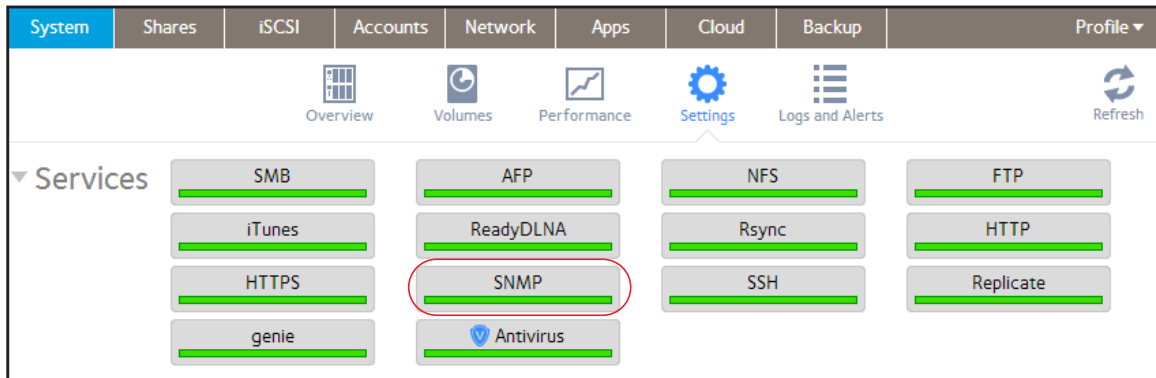 System Shares iSCSI Accounts Network Apps Cloud Backup Profile
Overview Volumes Performance Settings Logs and Alerts Refresh
Services
SMB AFP NFS FTP
iTunes ReadyDLNA Rsync HTTP
HTTPS SNMP SSH Replicate
genie Antivirus